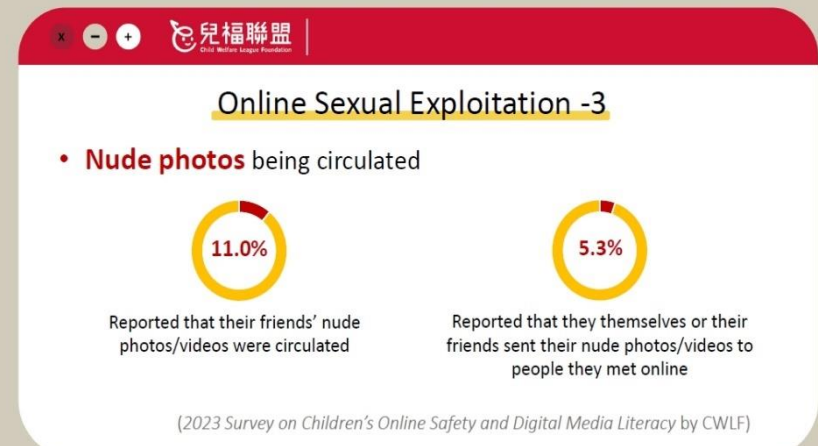 x - +
兒福聯盟
Child Welfare League Foundation
Online Sexual Exploitation -3
• Nude photos being circulated
11.0%
Reported that their friends' nude
photos/videos were circulated
5.3%
Reported that they themselves or their
friends sent their nude photos/videos to
people they met online
(2023 Survey on Children's Online Safety and Digital Media Literacy by CWLF)